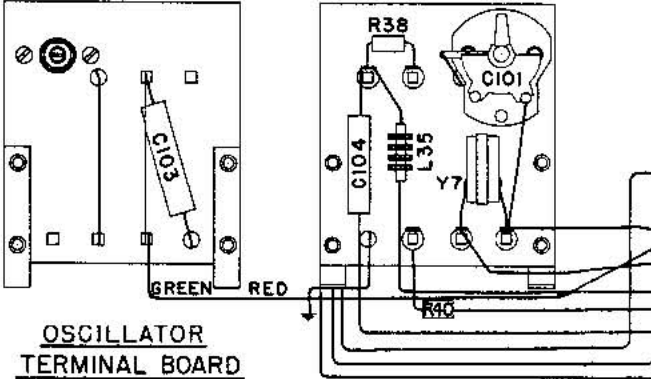 R38
C101
C103
C104
L35
Y7
GREEN RED
R40
OSCILLATOR
TERMINAL BOARD